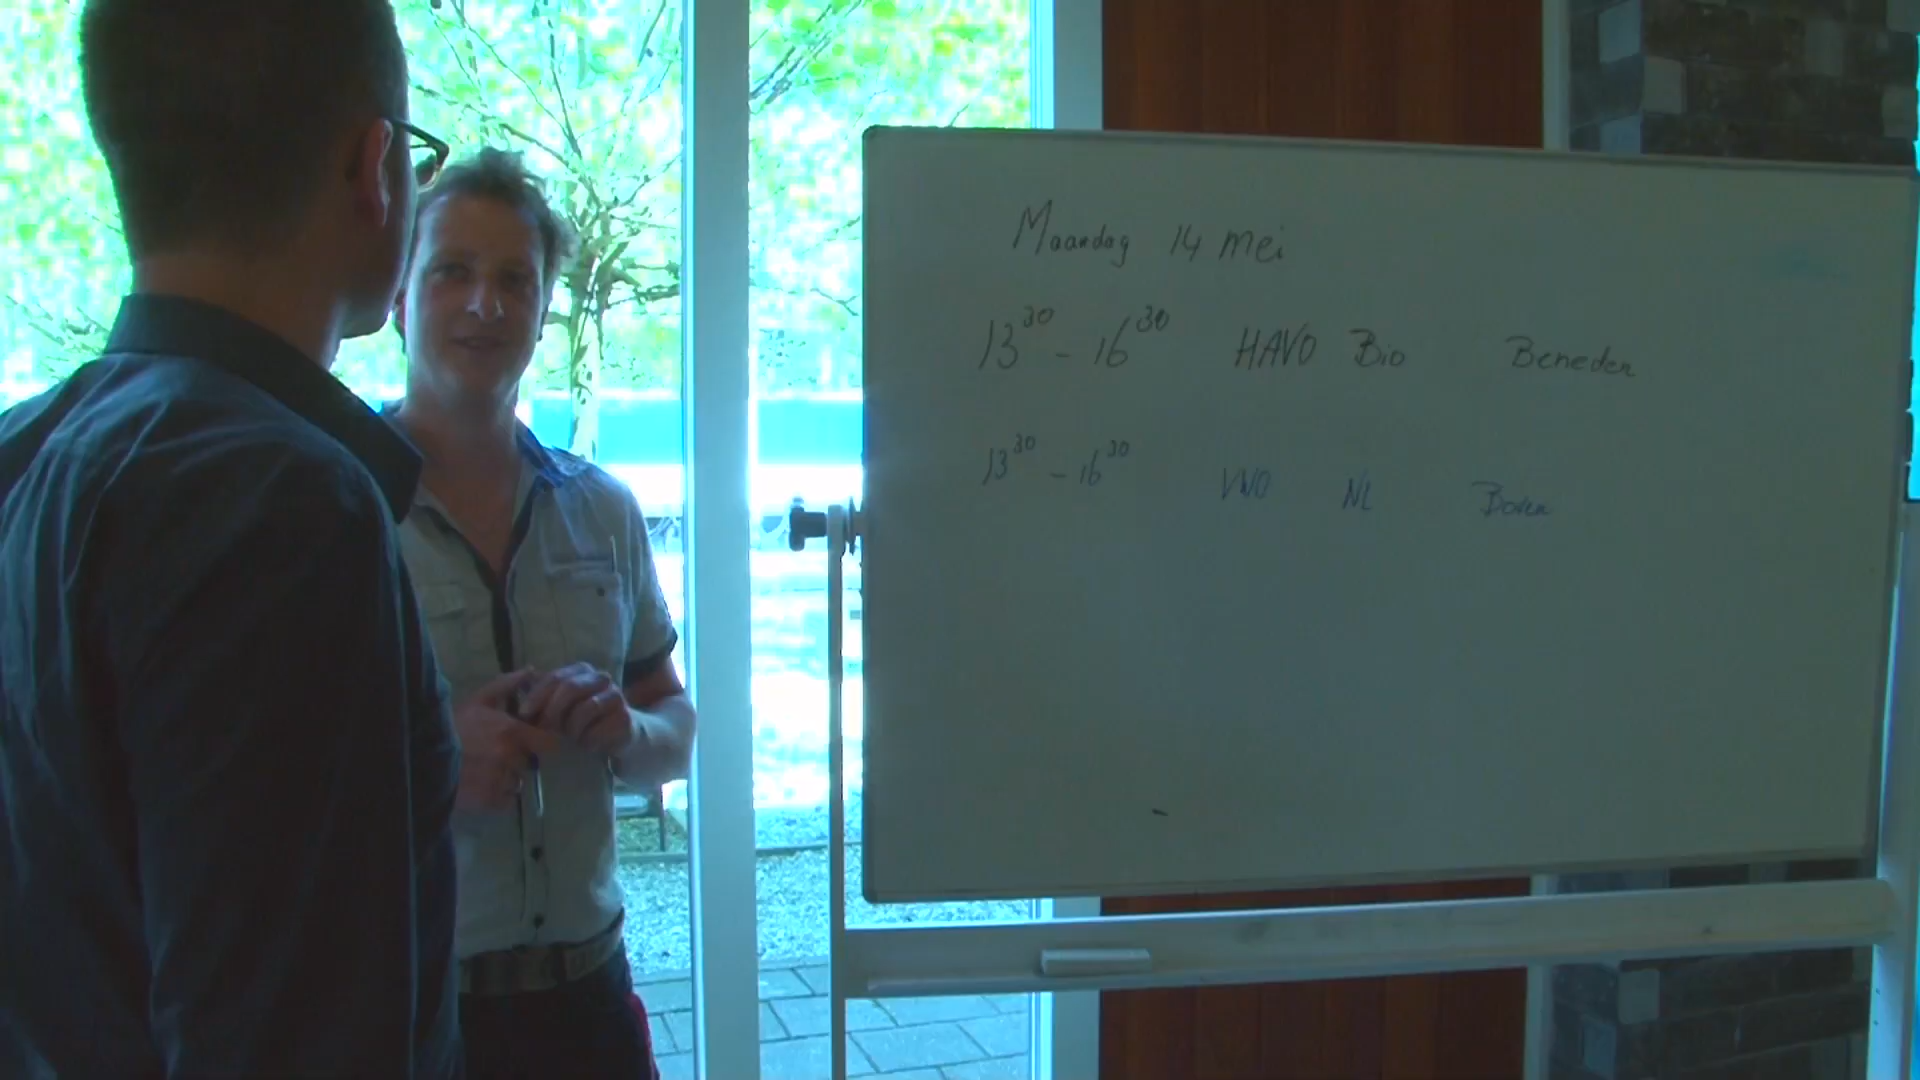 Maandag 14 mei
13 30 - 16 30 HAVO Bio Beneden
13 30 - 16 30 VWO NL Boven